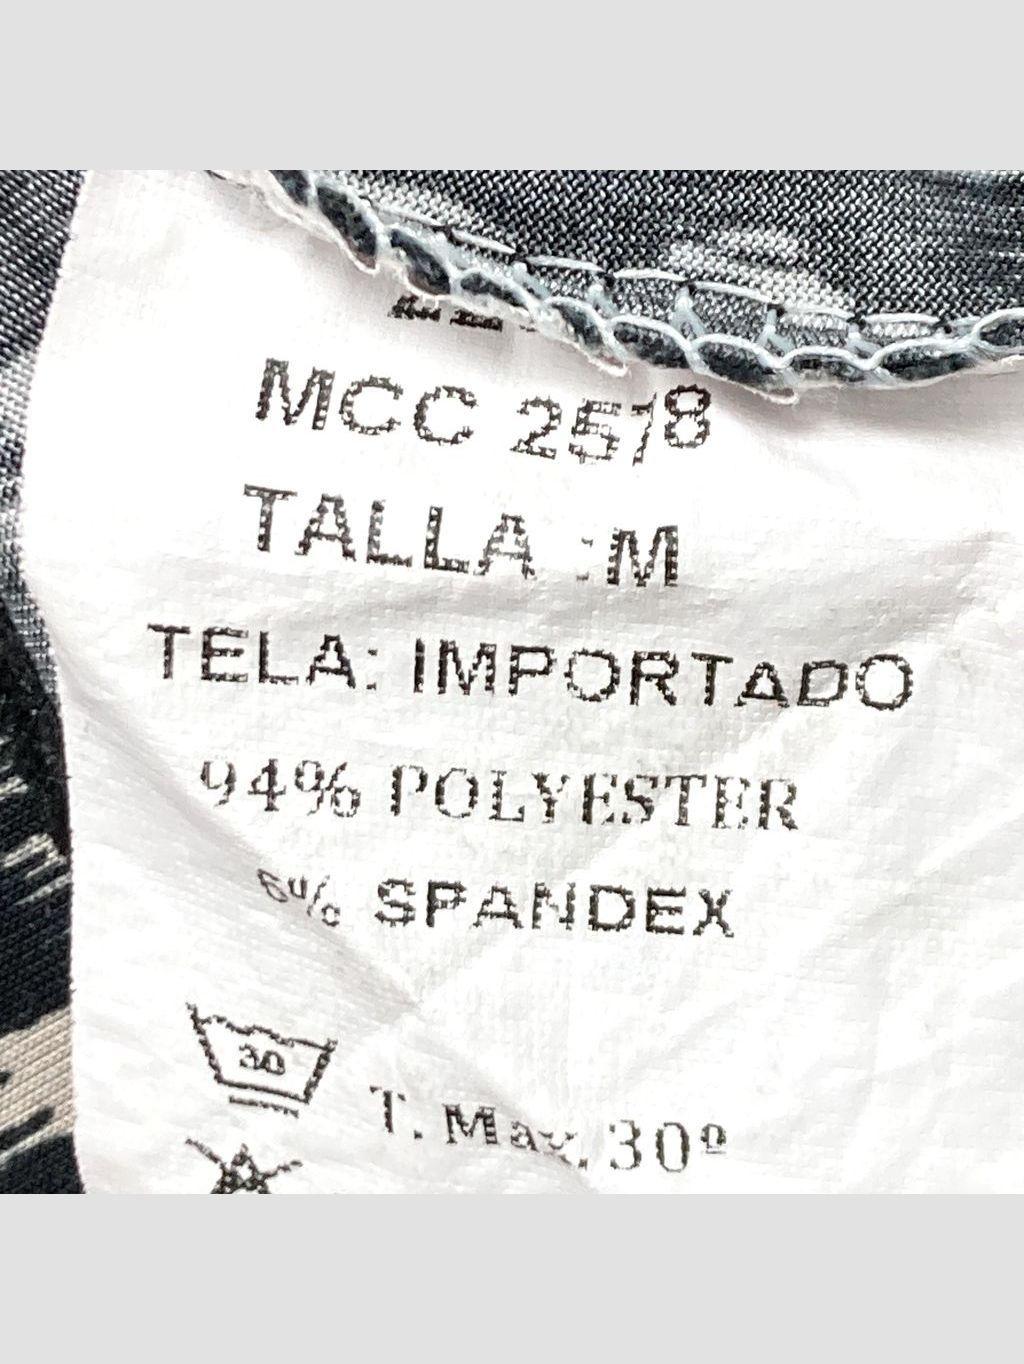 MCC 2518
TALLA :M
TELA: IMPORTADO
94% POLYESTER
6% SPANDEX
30
T. Max. 30º